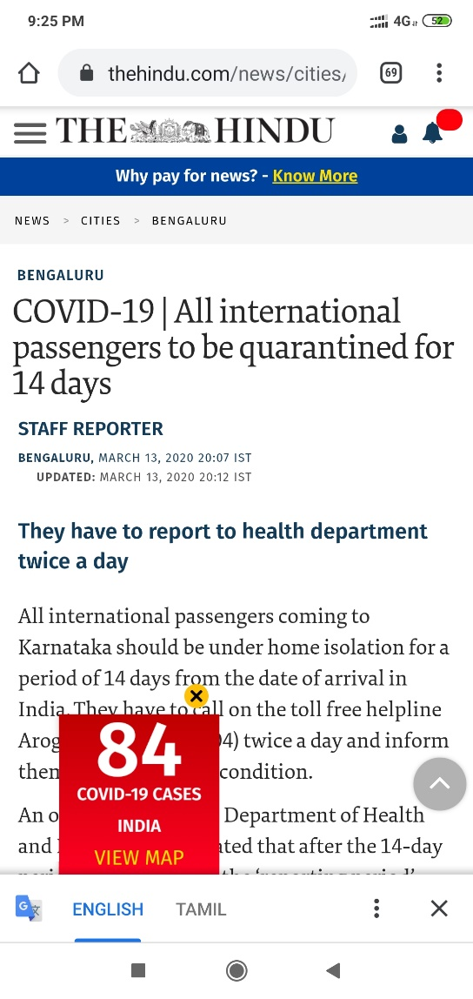 9:25 PM 4G 52
thehindu.com/news/cities/ 69
THE HINDU
Why pay for news? - Know More
NEWS > CITIES > BENGALURU
BENGALURU
COVID-19 | All international
passengers to be quarantined for
14 days
STAFF REPORTER
BENGALURU, MARCH 13, 2020 20:07 IST
UPDATED: MARCH 13, 2020 20:12 IST
They have to report to health department
twice a day
All international passengers coming to
Karnataka should be under home isolation for a
period of 14 days from the date of arrival in
India. They have to call on the toll free helpline
Arog 04) twice a day and inform
them condition.
An o Department of Health
and ated that after the 14-day
the ‘reporting period’
84
COVID-19 CASES
INDIA
VIEW MAP
G ENGLISH TAMIL